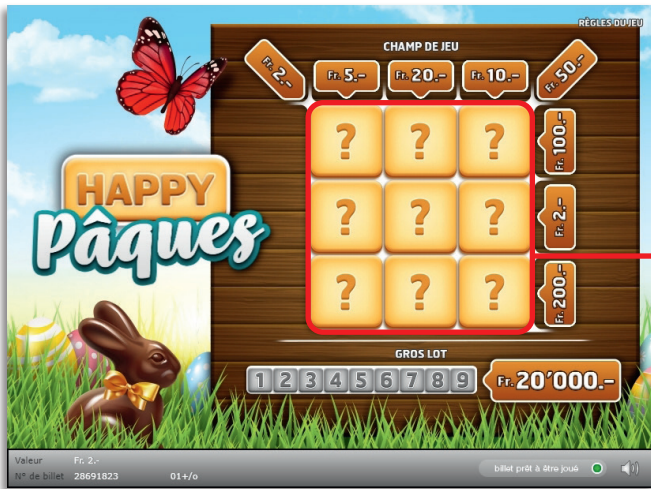 RÈGLES DU JEU
CHAMP DE JEU
Fr. 2.-
Fr. 5.-
Fr. 20.-
Fr. 10.-
Fr. 50.-
? ? ?
Fr. 100.-
HAPPY
Pâques
? ? ?
Fr. 2.-
? ? ?
Fr. 200.-
GROS LOT
1 2 3 4 5 6 7 8 9
Fr. 20'000.-
Valeur Fr. 2.-
N° de billet 28691823 01+/o
billet prêt à être joué